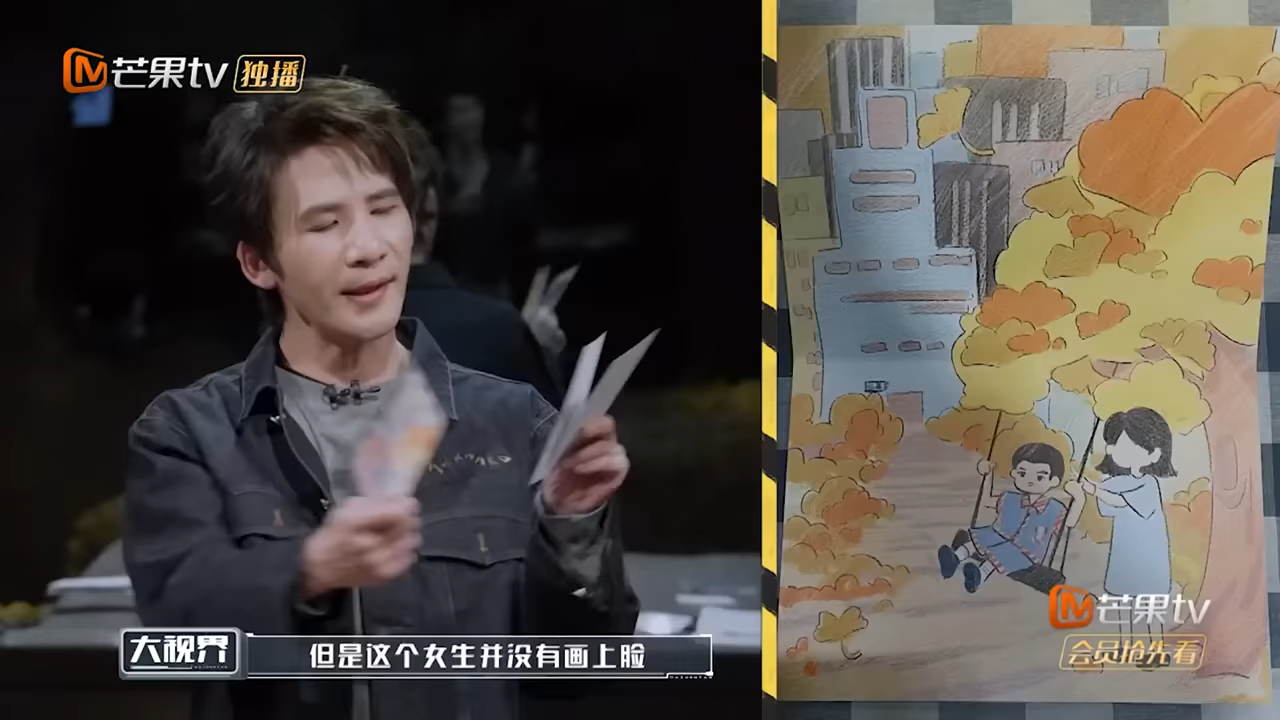 芒果tv 独播
大视界
但是这个女生并没有画上脸
芒果tv
会员抢先看